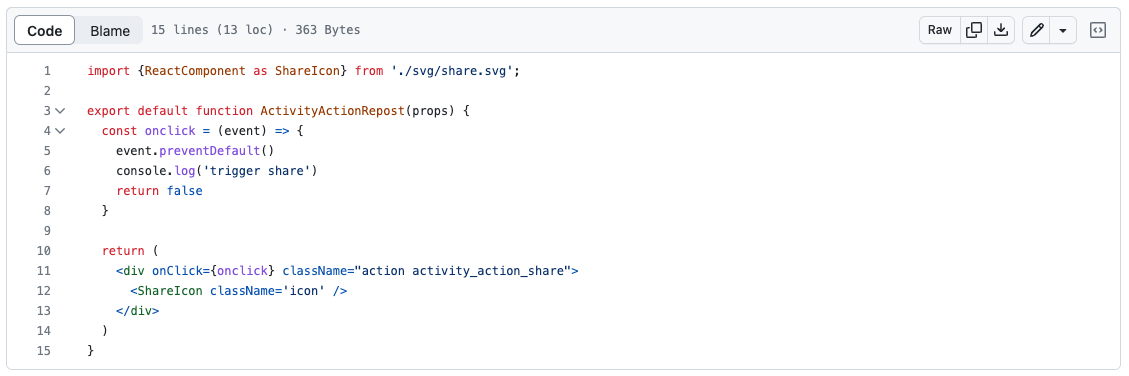 Code Blame 15 lines (13 loc) · 363 Bytes Raw
1 import {ReactComponent as ShareIcon} from './svg/share.svg';
2
3 export default function ActivityActionRepost(props) {
4   const onclick = (event) => {
5     event.preventDefault()
6     console.log('trigger share')
7     return false
8   }
9
10   return (
11     <div onClick={onclick} className="action activity_action_share">
12       <ShareIcon className='icon' />
13     </div>
14   )
15 }